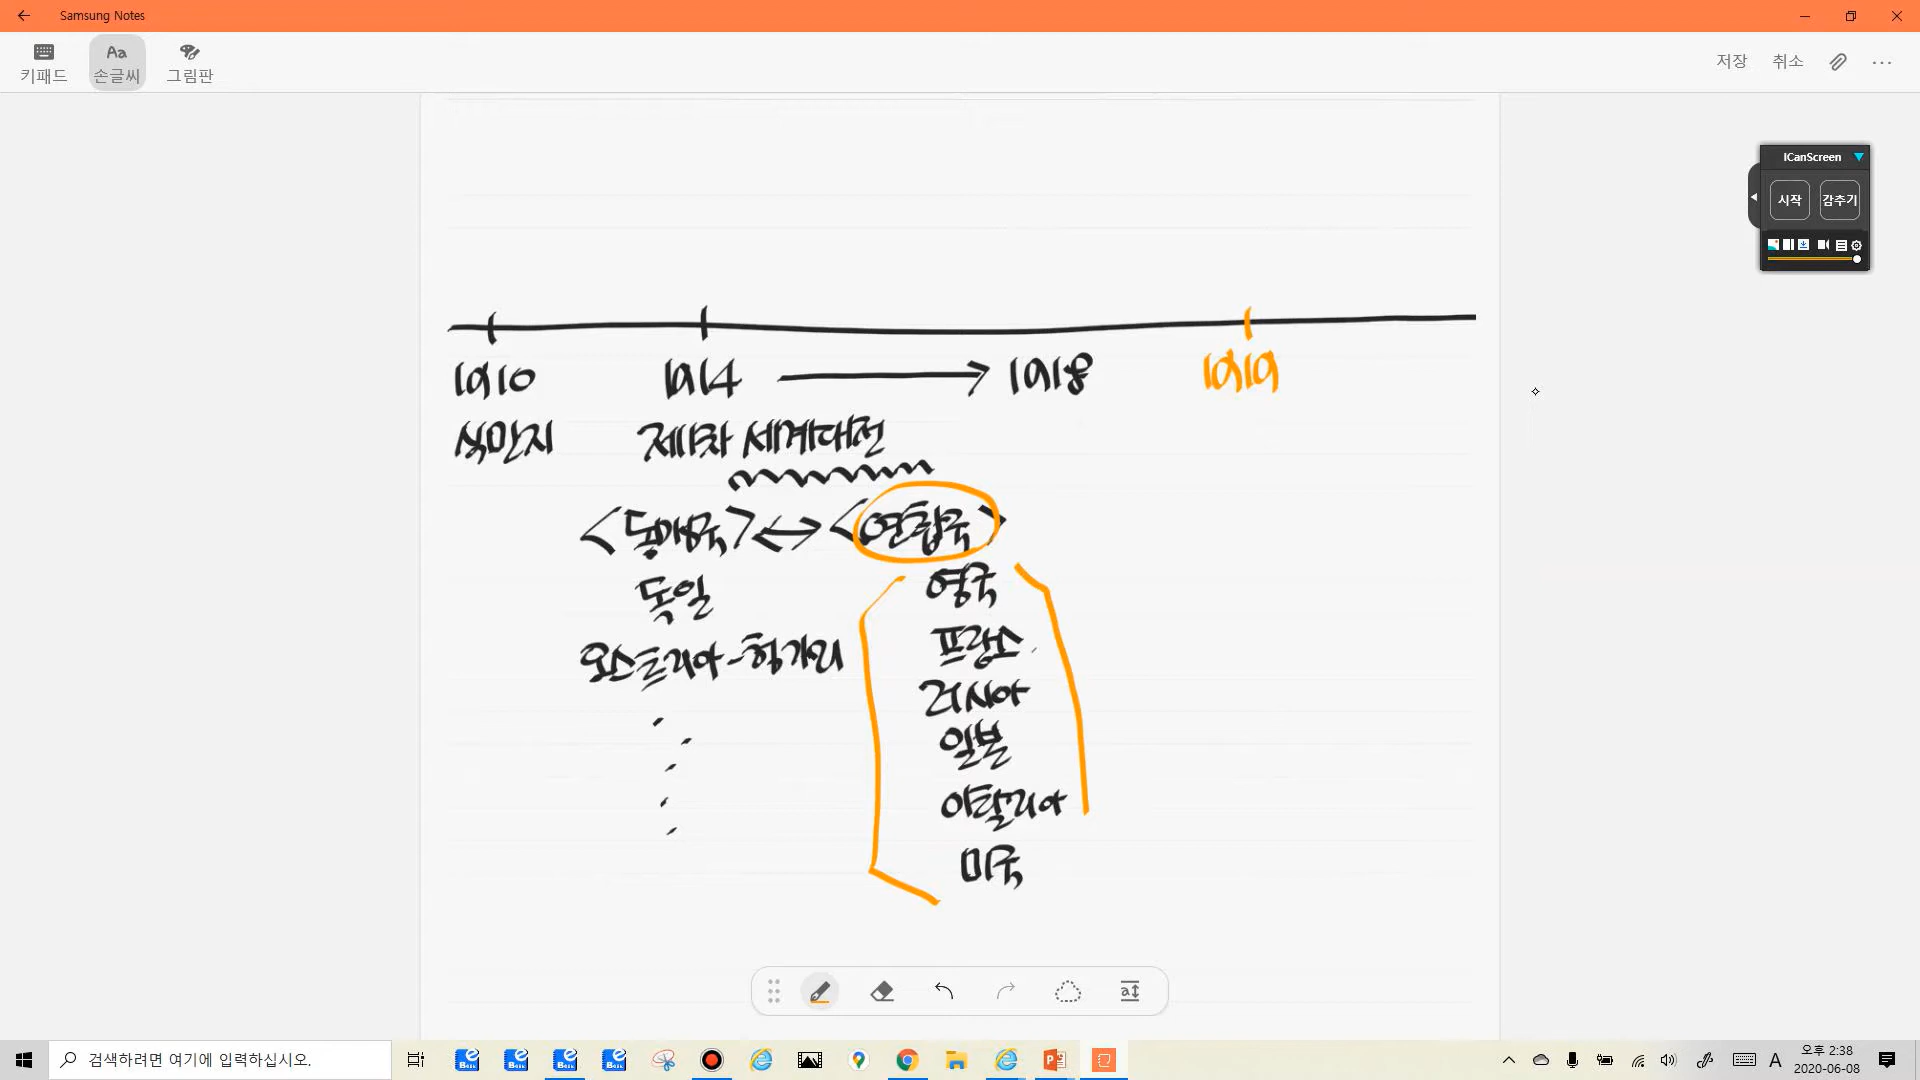 Samsung Notes
키패드 손글씨 그림판 저장 취소
ICanScreen
시작 감추기
1910 1914 → 1918 1919
식민지 제1차 세계대전
<동맹국> ↔ <연합국>
독일 영국
오스트리아-헝가리 프랑스
러시아
일본
이탈리아
미국
검색하려면 여기에 입력하십시오.
A 오후 2:38
2020-06-08